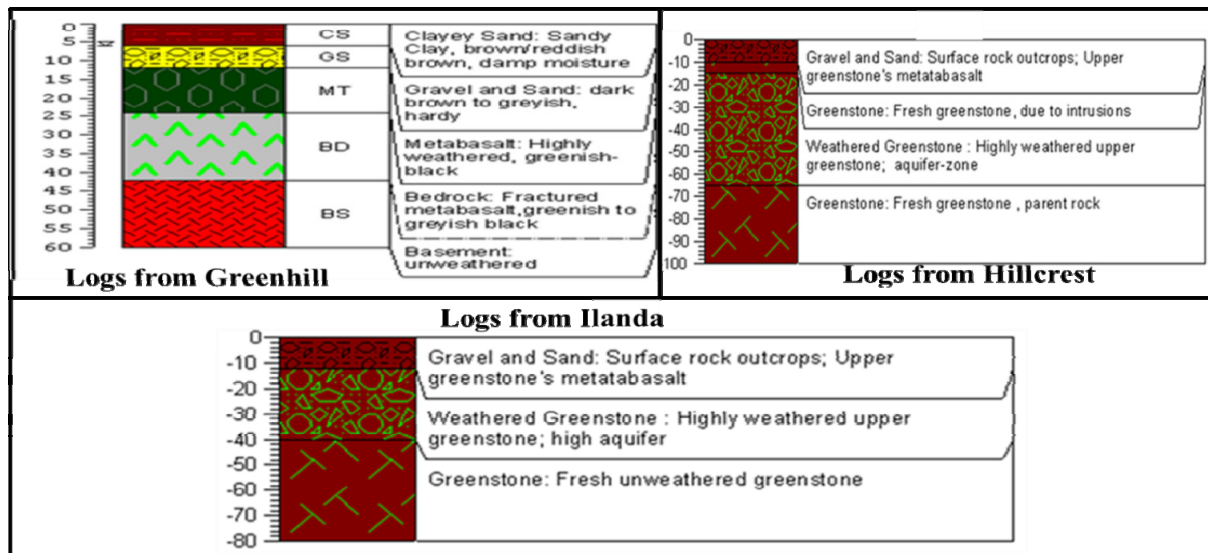 0
5
10
15
20
25
30
35
40
45
50
55
60
CS
GS
MT
BD
BS
Clayey Sand: Sandy
Clay, brown/reddish
brown, damp moisture
Gravel and Sand: dark
brown to greyish,
hardy
Metabasalt: Highly
weathered, greenish-
black
Bedrock: Fractured
metabasalt,greenish to
greyish black
Basement:
unweathered
Logs from Greenhill
0
-10
-20
-30
-40
-50
-60
-70
-80
-90
100
Gravel and Sand: Surface rock outcrops; Upper
greenstone's metatabasalt
Greenstone: Fresh greenstone, due to intrusions
Weathered Greenstone : Highly weathered upper
greenstone; aquifer-zone
Greenstone: Fresh greenstone , parent rock
Logs from Hillcrest
Logs from Ilanda
0
-10
-20
-30
-40
-50
-60
-70
-80
Gravel and Sand: Surface rock outcrops; Upper
greenstone's metatabasalt
Weathered Greenstone : Highly weathered upper
greenstone; high aquifer
Greenstone: Fresh unweathered greenstone